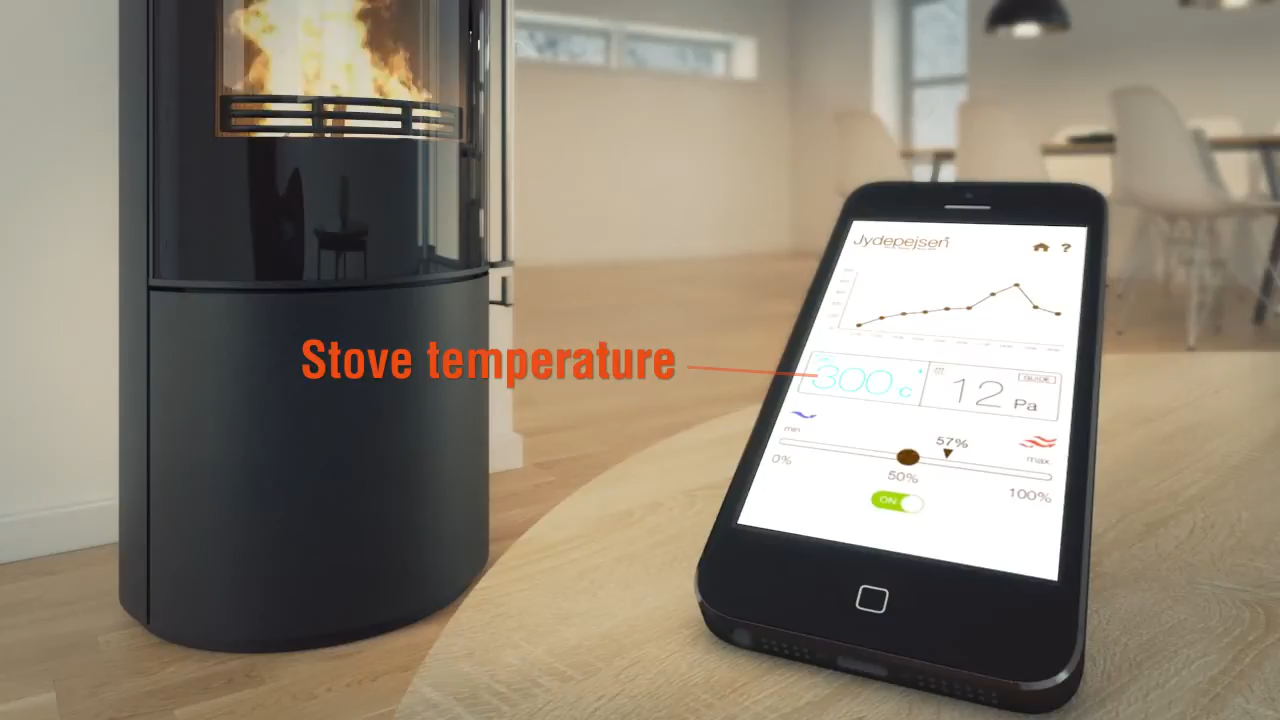 Jydepejsen
?
Stove temperature
300 °C
GUIDE
12 Pa
min
57%
max
0%
50%
100%
ON